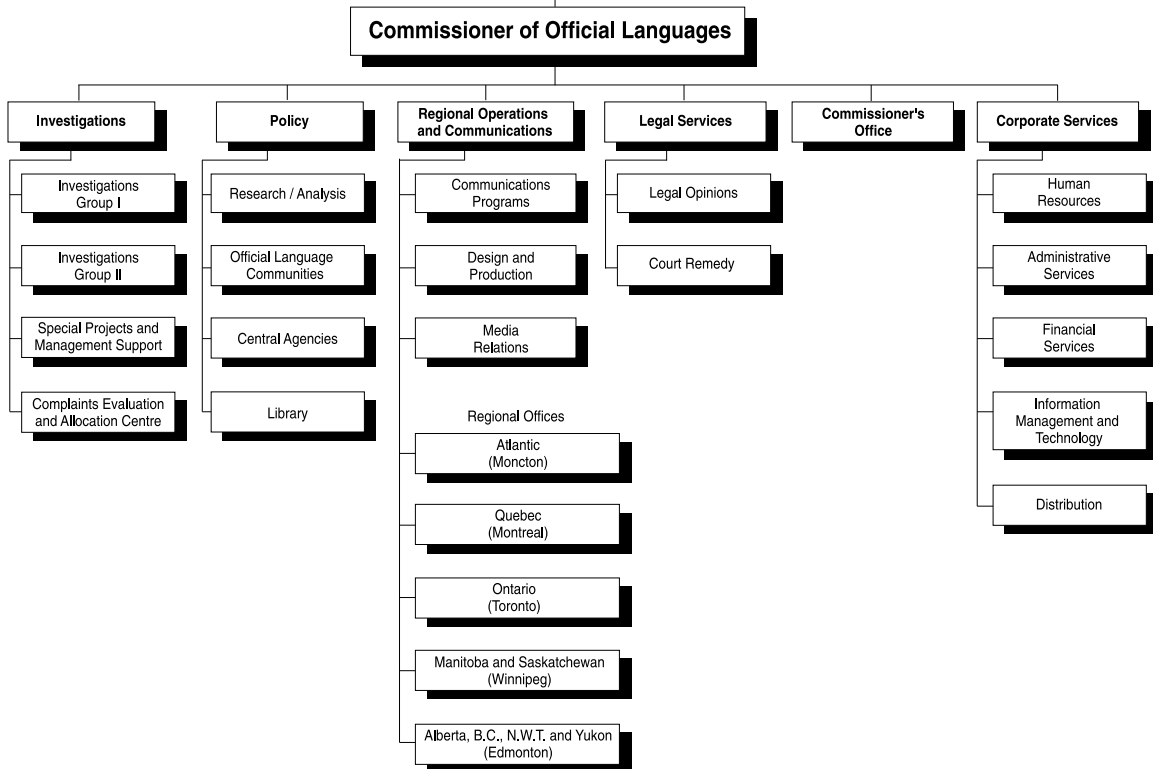 Commissioner of Official Languages
Investigations
Investigations
Group I
Investigations
Group II
Special Projects and
Management Support
Complaints Evaluation
and Allocation Centre
Policy
Research / Analysis
Official Language
Communities
Central Agencies
Library
Regional Operations
and Communications
Communications
Programs
Design and
Production
Media
Relations
Regional Offices
Atlantic
(Moncton)
Quebec
(Montreal)
Ontario
(Toronto)
Manitoba and Saskatchewan
(Winnipeg)
Alberta, B.C., N.W.T. and Yukon
(Edmonton)
Legal Services
Legal Opinions
Court Remedy
Commissioner's
Office
Corporate Services
Human
Resources
Administrative
Services
Financial
Services
Information
Management and
Technology
Distribution